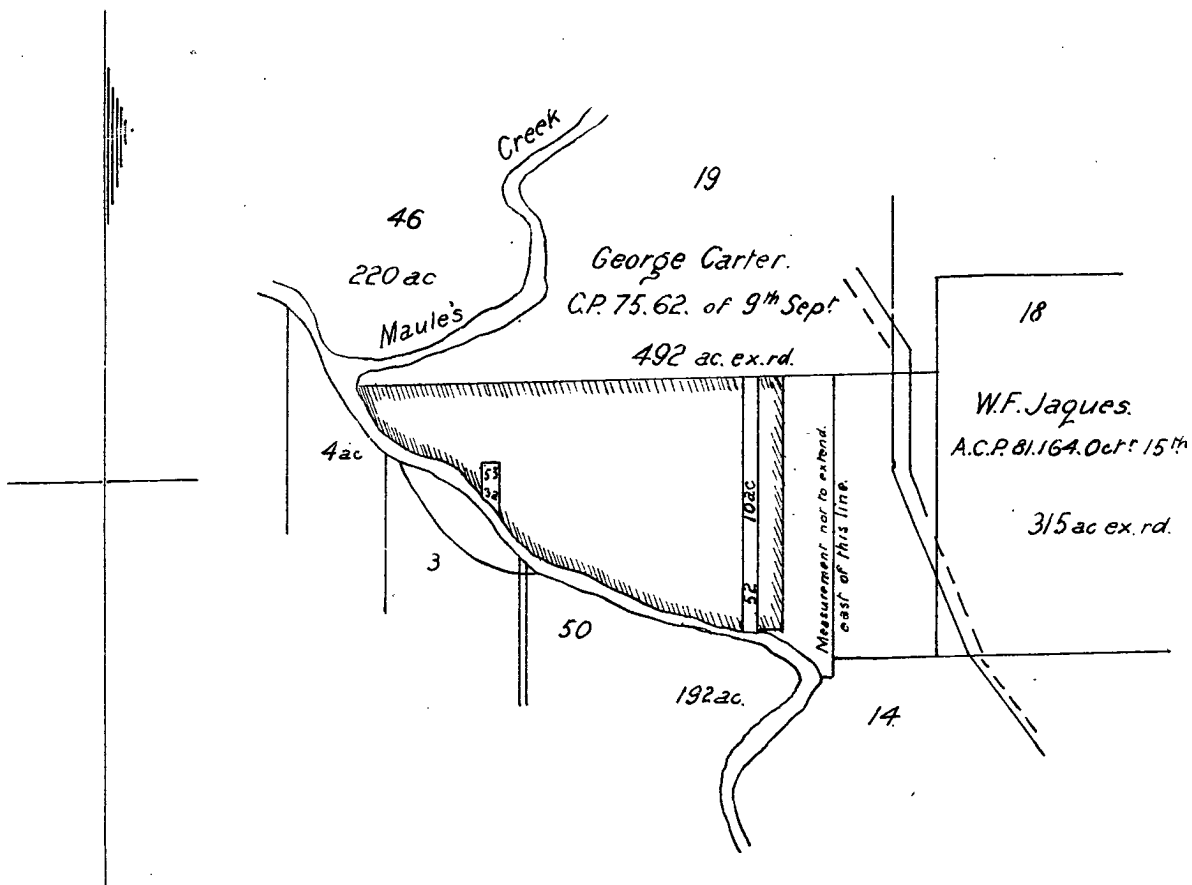 Creek
19
46
George Carter.
220 ac
C.P. 75.62. of 9th Sept.
Maule's
18
492 ac. ex. rd.
W.F. Jaques.
A.C.P. 81.164. Octr 15th
4ac
53
3a
10ac
52
Measurement not to extend
east of this line.
315 ac ex. rd.
3
50
192 ac.
14.